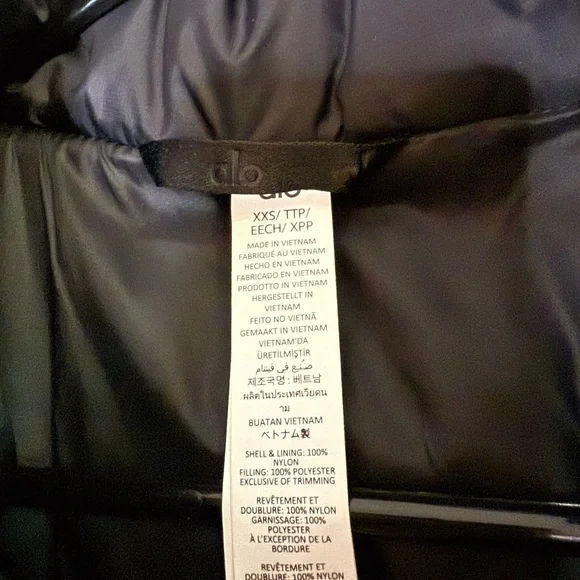 alo
alo
XXS/ TTP/
EECH/ XPP
MADE IN VIETNAM
FABRIQUÉ AU VIETNAM
HECHO EN VIETNAM
FABRICADO EN VIETNAM
PRODOTTO IN VIETNAM
HERGESTELLT IN
VIETNAM
FEITO NO VIETNÃ
GEMAAKT IN VIETNAM
VIETNAM'DA
ÜRETİLMİŞTİR
صُنِع في فيتنام
제조국명 : 베트남
ผลิตในประเทศเวียดน
าม
BUATAN VIETNAM
ベトナム製
SHELL & LINING: 100%
NYLON
FILLING: 100% POLYESTER
EXCLUSIVE OF TRIMMING
REVÊTEMENT ET
DOUBLURE: 100% NYLON
GARNISSAGE: 100%
POLYESTER
À L'EXCEPTION DE LA
BORDURE
REVÊTEMENT ET
DOUBLURE: 100% NYLON